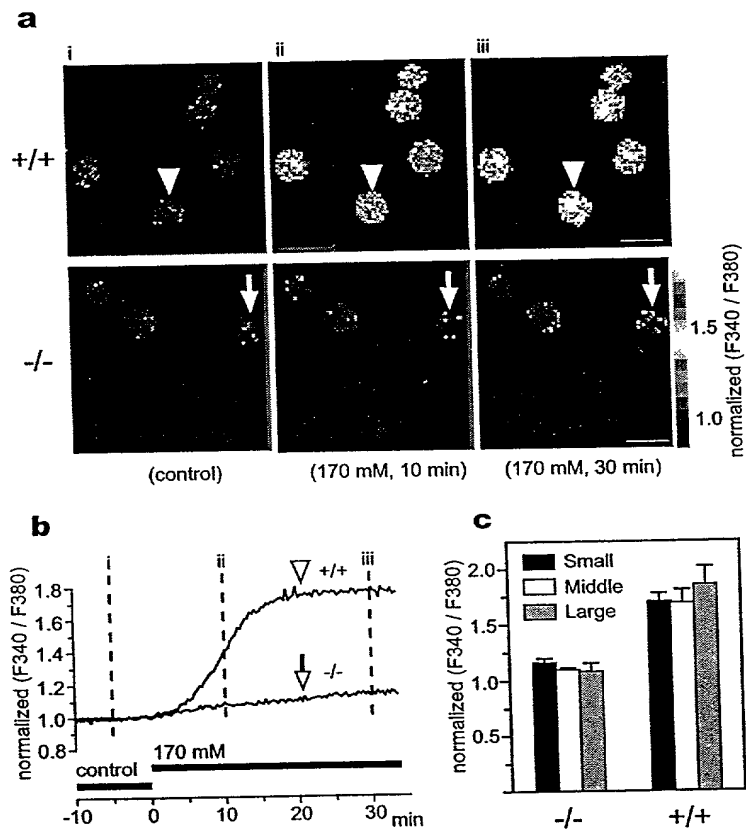 a
i ii iii
+/+
-/-
1.5
1.0
normalized (F340 / F380)
(control) (170 mM, 10 min) (170 mM, 30 min)
b
i ii iii
+/+
-/-
1.8
1.6
1.4
1.2
1.0
0.8
normalized (F340 / F380)
170 mM
control
-10 0 10 20 30 min
c
Small
Middle
Large
2.0
1.5
1.0
0.5
normalized (F340 / F380)
-/- +/+